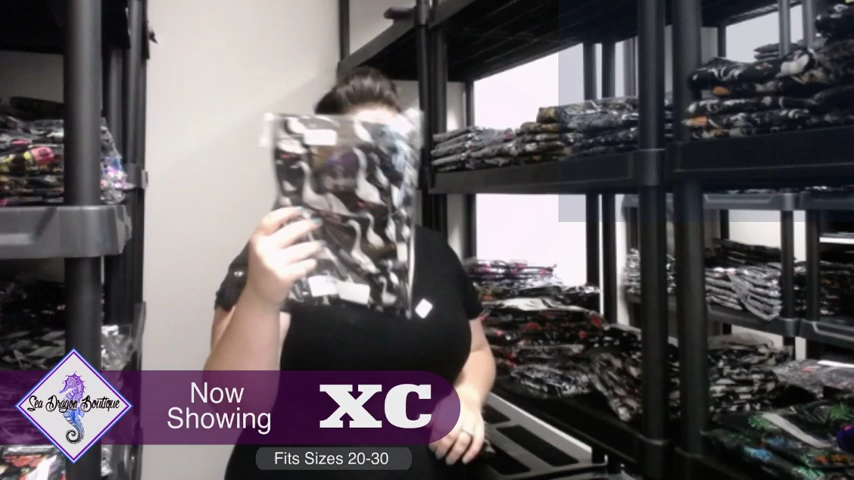 Now
Showing
XC
Sea Dragon Boutique
Fits Sizes 20-30